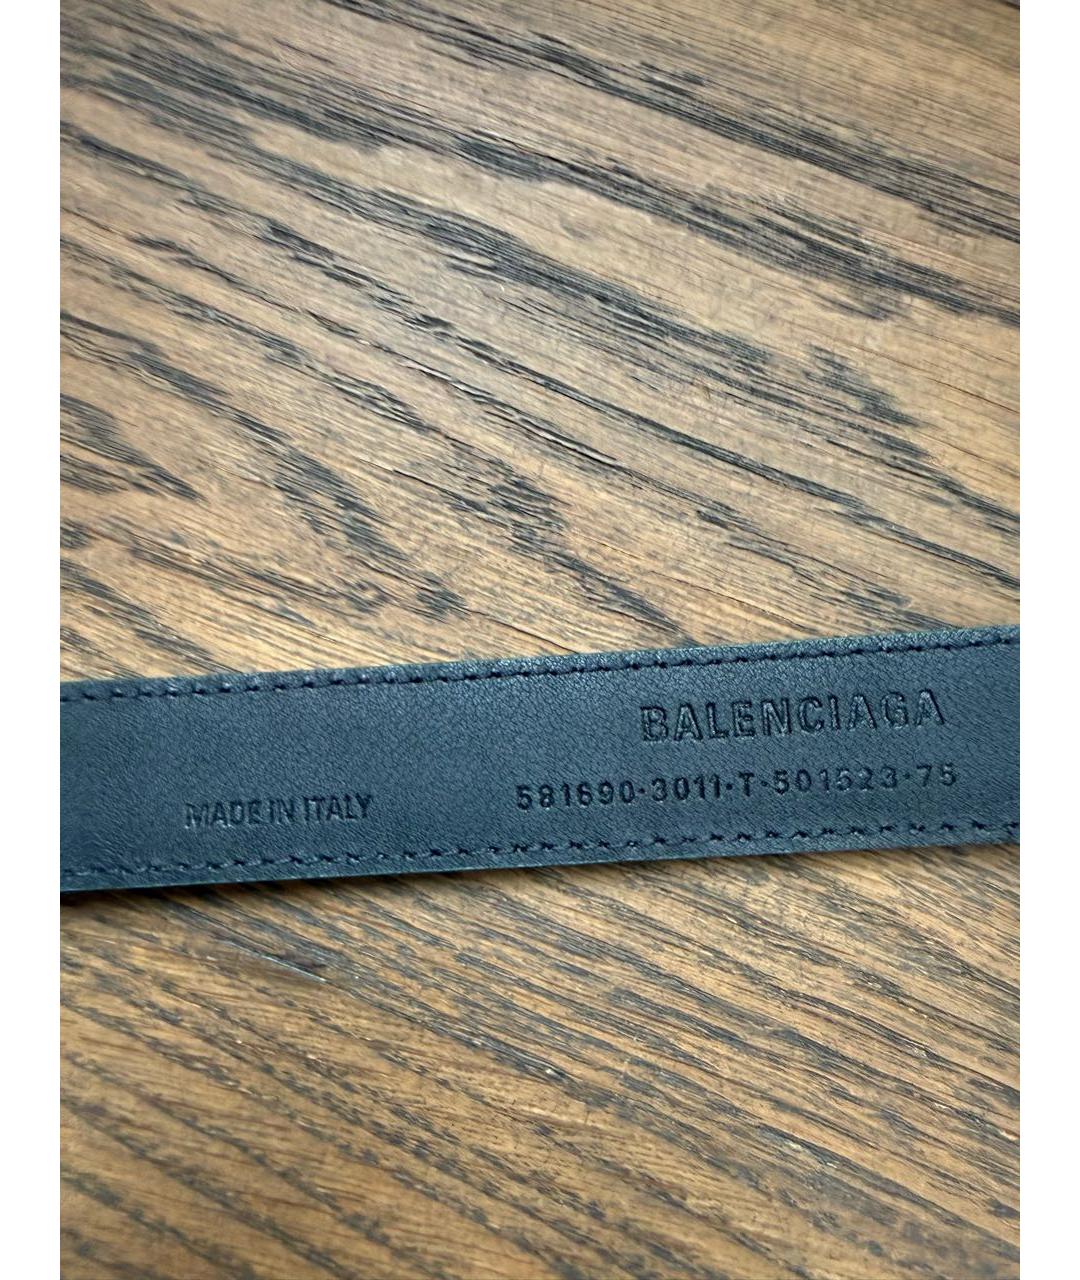 BALENCIAGA
581690·3011·T·501523·75
MADE IN ITALY